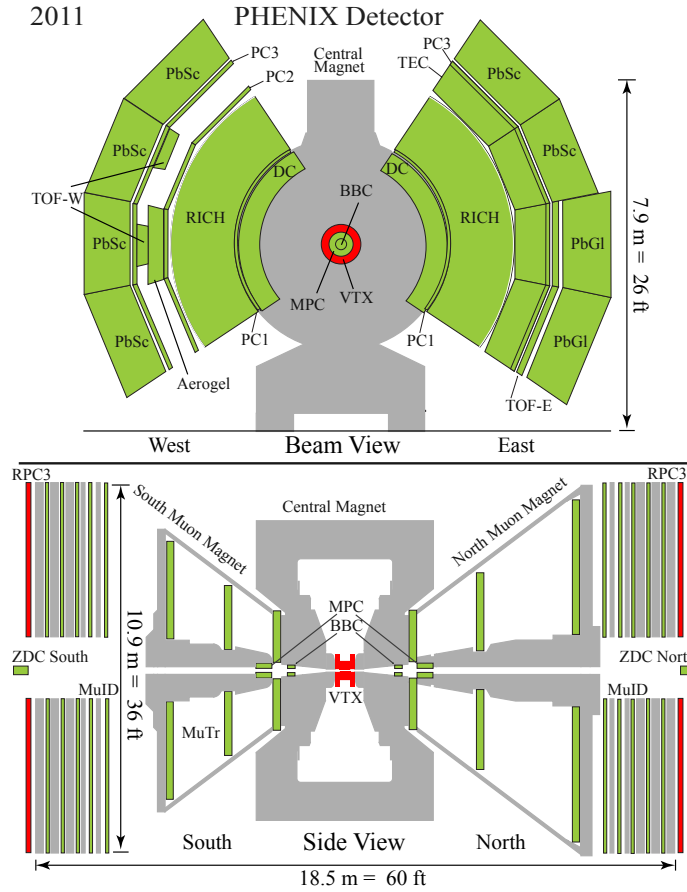 2011
PHENIX Detector
Central
Magnet
PC3
PC2
PbSc
PbSc
PbSc
PbSc
TOF-W
RICH
DC
BBC
MPC
VTX
PC1
Aerogel
PC3
TEC
PbSc
PbSc
PbGl
PbGl
DC
RICH
PC1
TOF-E
7.9 m = 26 ft
West
Beam View
East
RPC3
South Muon Magnet
Central Magnet
North Muon Magnet
RPC3
MPC
BBC
10.9 m = 36 ft
ZDC South
ZDC Nort
MuID
VTX
MuID
MuTr
South
Side View
North
18.5 m = 60 ft